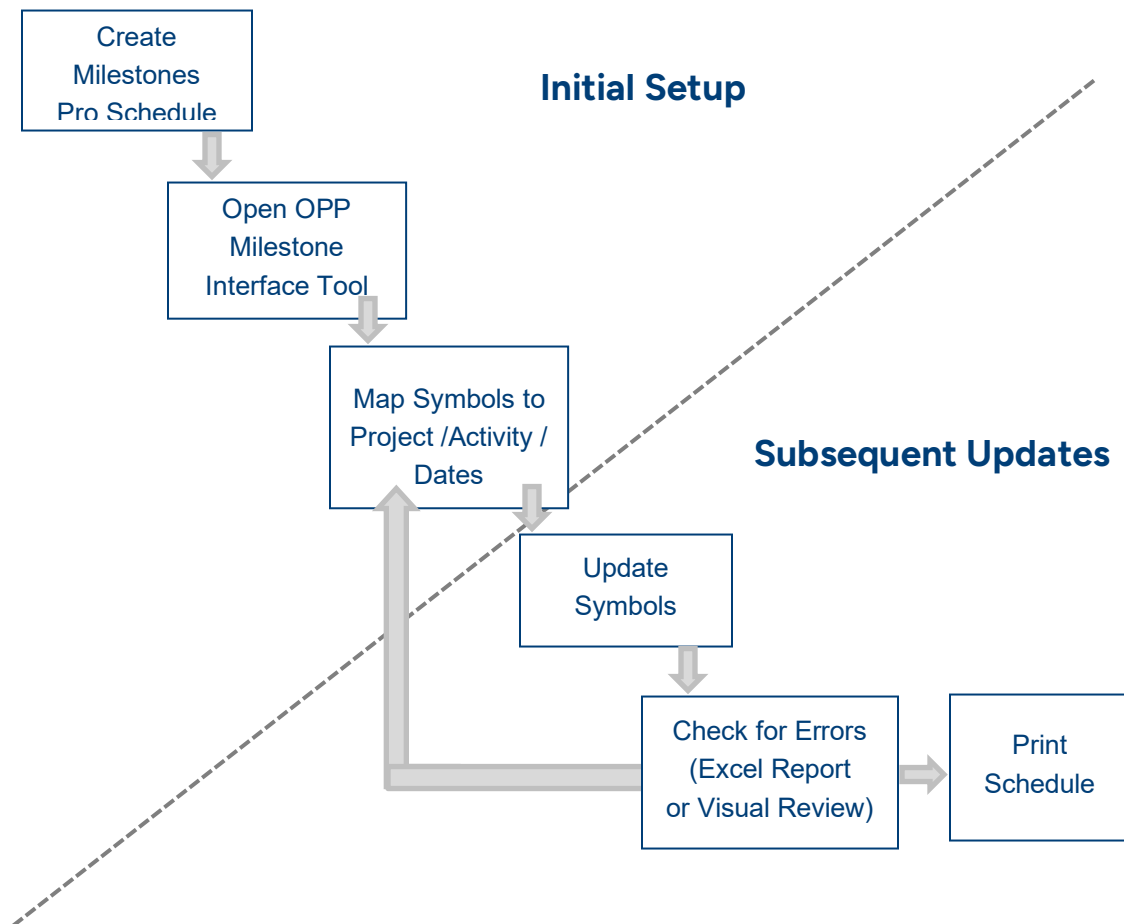 Create
Milestones
Pro Schedule
Initial Setup
Open OPP
Milestone
Interface Tool
Map Symbols to
Project /Activity /
Dates
Subsequent Updates
Update
Symbols
Check for Errors
(Excel Report
or Visual Review)
Print
Schedule